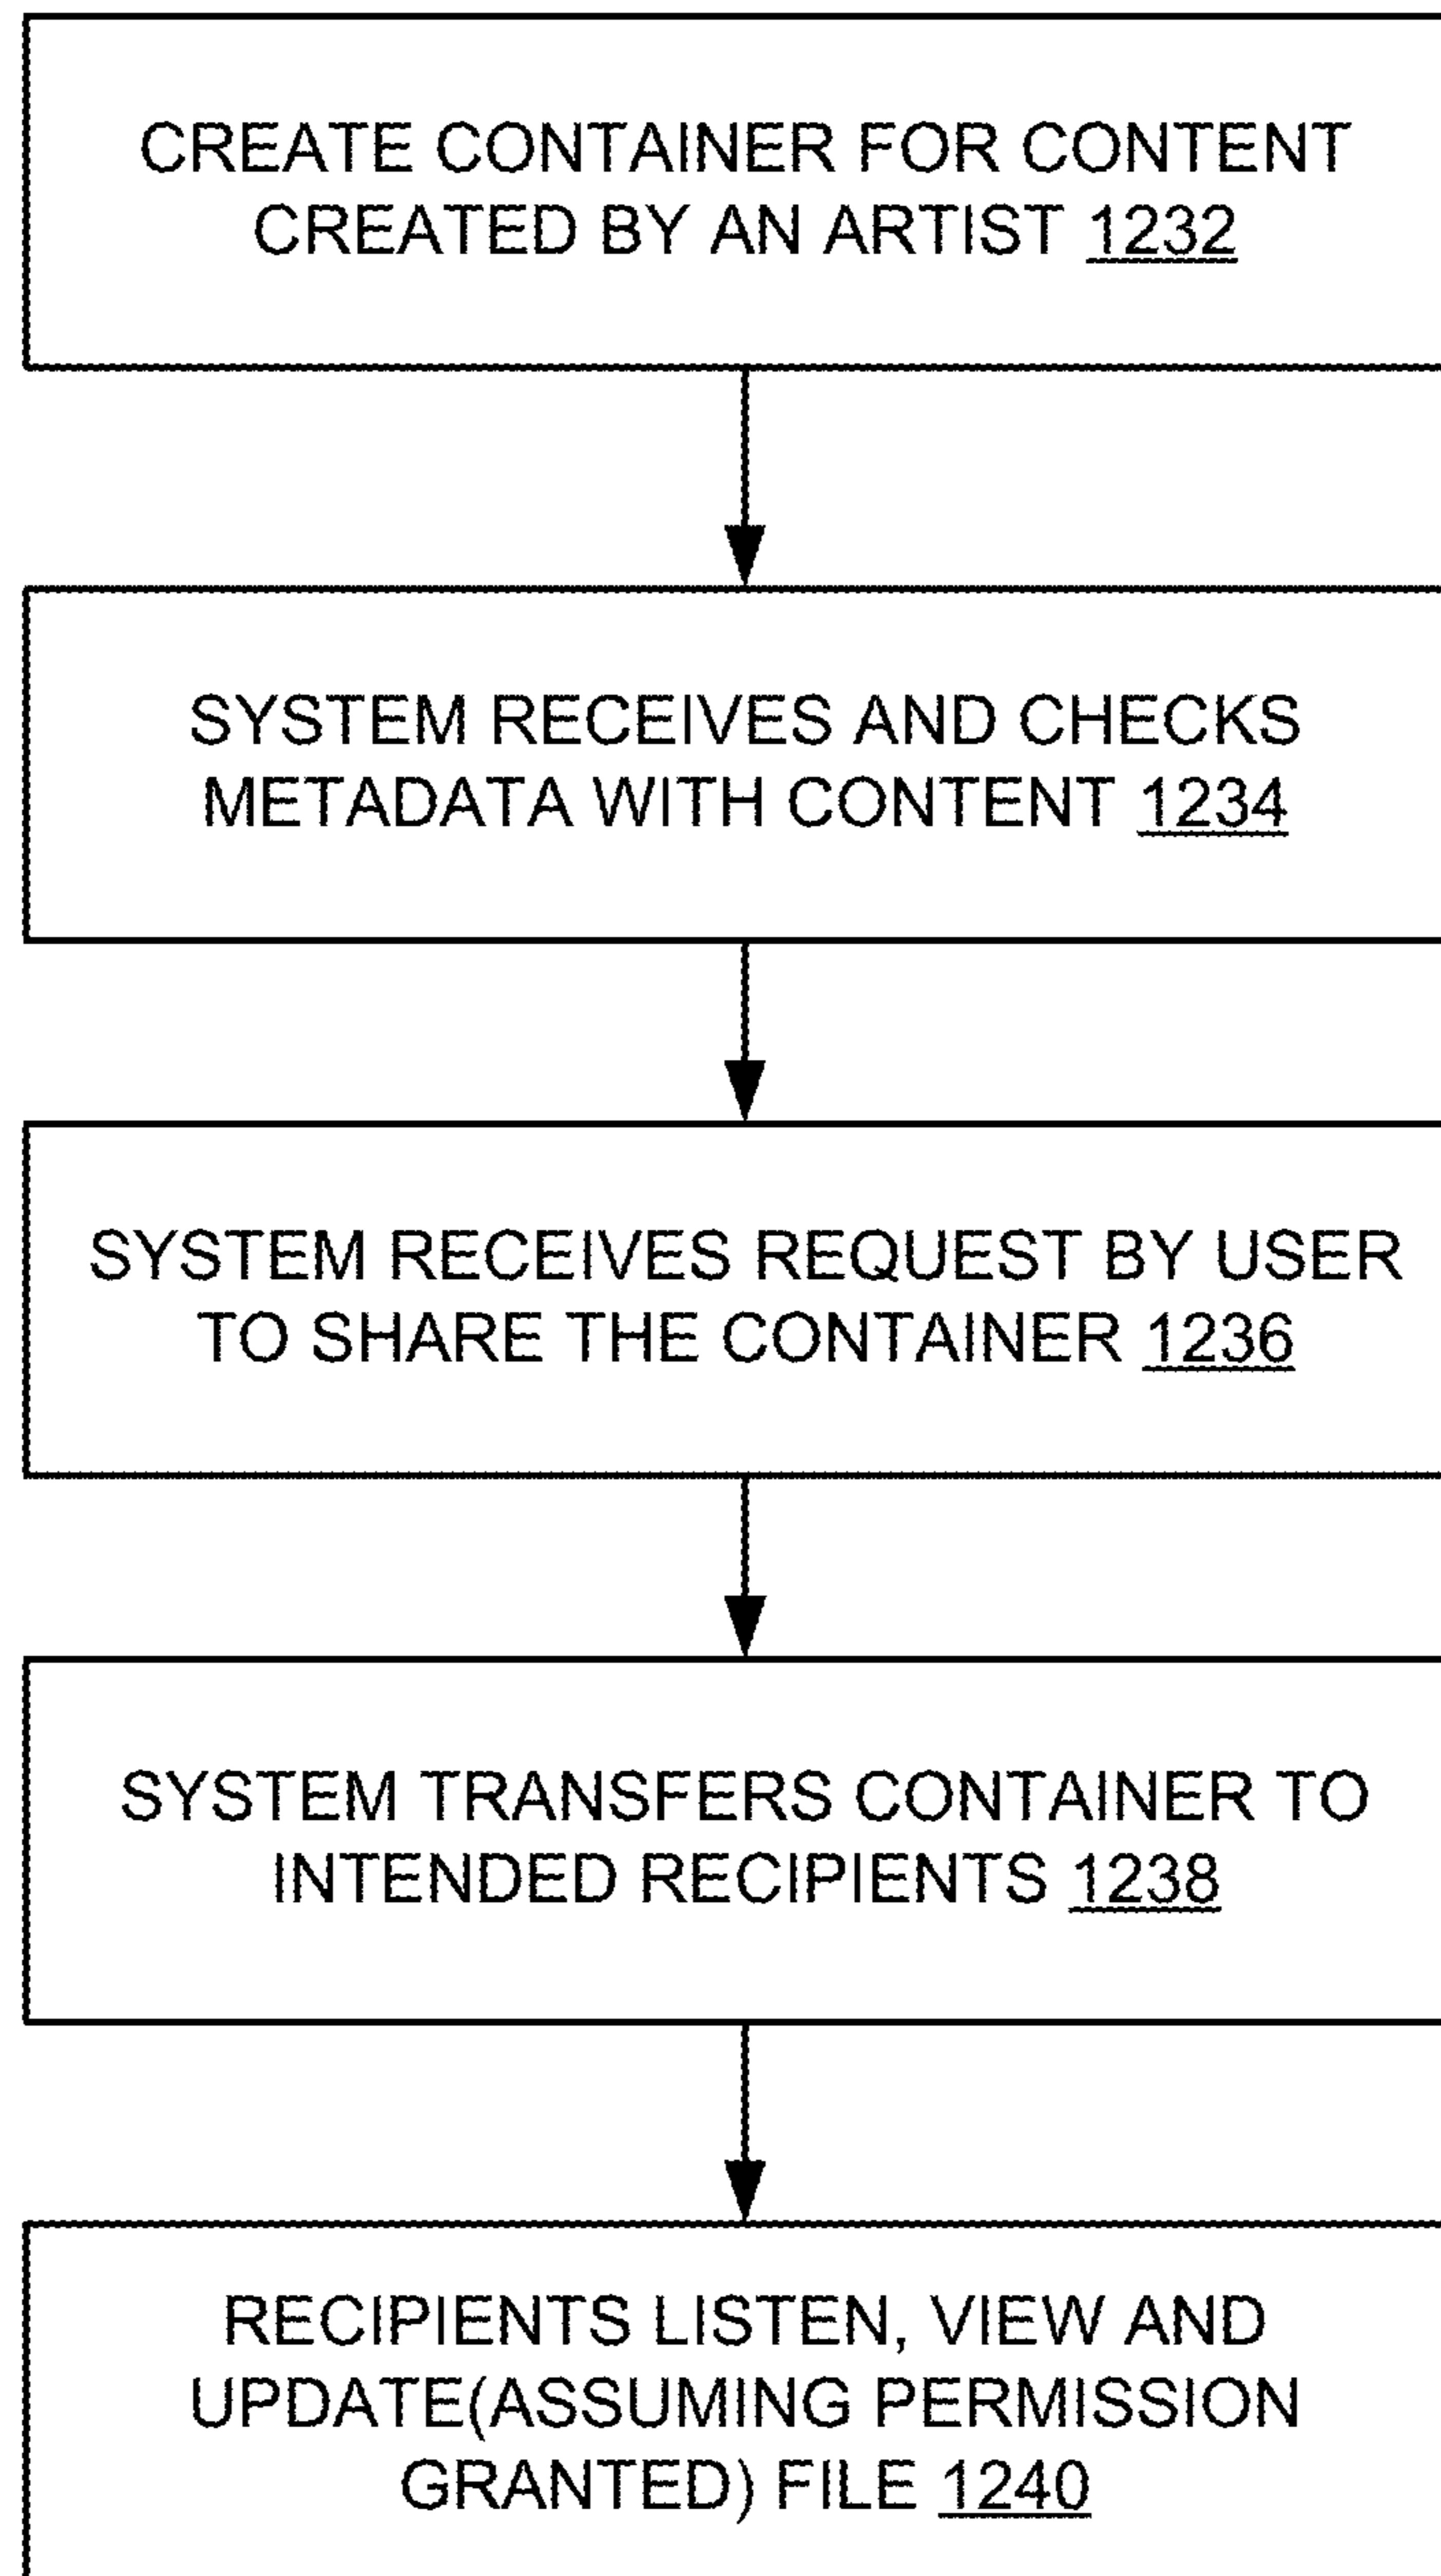 CREATE CONTAINER FOR CONTENT
CREATED BY AN ARTIST 1232
SYSTEM RECEIVES AND CHECKS
METADATA WITH CONTENT 1234
SYSTEM RECEIVES REQUEST BY USER
TO SHARE THE CONTAINER 1236
SYSTEM TRANSFERS CONTAINER TO
INTENDED RECIPIENTS 1238
RECIPIENTS LISTEN, VIEW AND
UPDATE(ASSUMING PERMISSION
GRANTED) FILE 1240